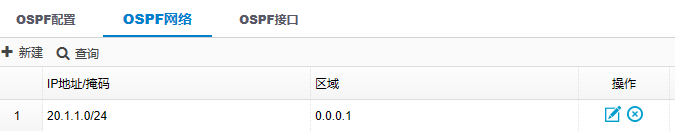 OSPF配置 OSPF网络 OSPF接口
新建 查询
IP地址/掩码 区域 操作
1 20.1.1.0/24 0.0.0.1